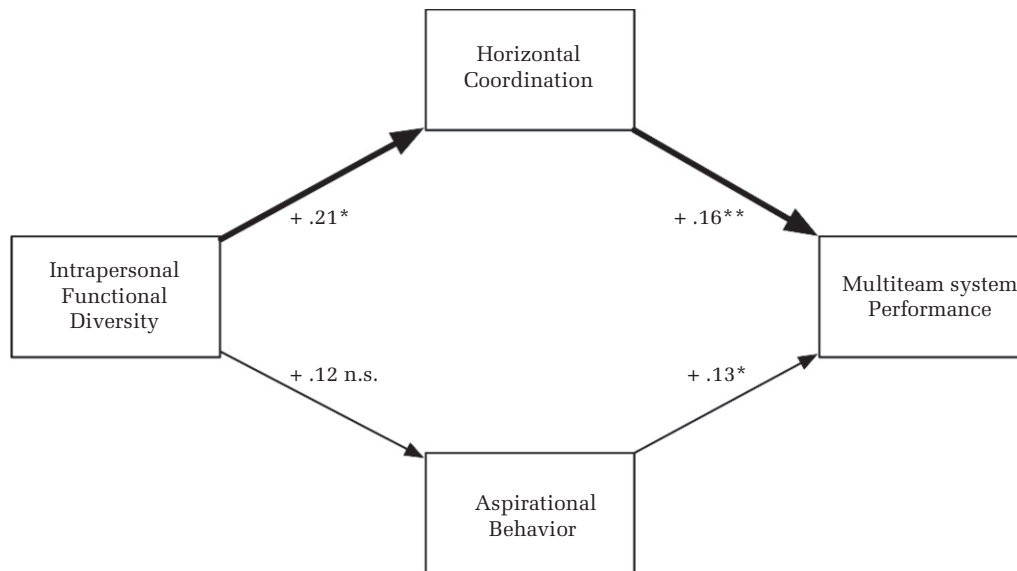 Horizontal
Coordination
+ .21*
+ .16**
Intrapersonal
Functional
Diversity
Multiteam system
Performance
+ .12 n.s.
+ .13*
Aspirational
Behavior